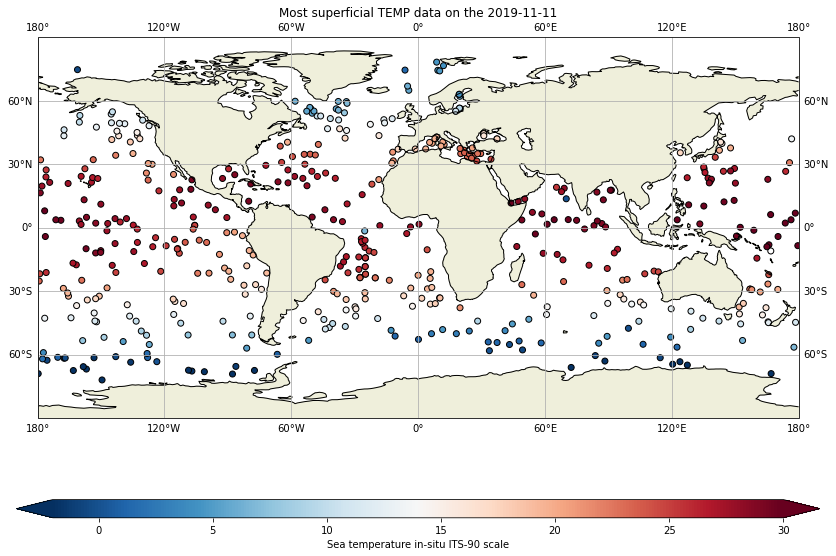 Most superficial TEMP data on the 2019-11-11
180° 120°W 60°W 0° 60°E 120°E 180°
60°N 60°N
30°N 30°N
0° 0°
30°S 30°S
60°S 60°S
180° 120°W 60°W 0° 60°E 120°E 180°
0 5 10 15 20 25 30
Sea temperature in-situ ITS-90 scale